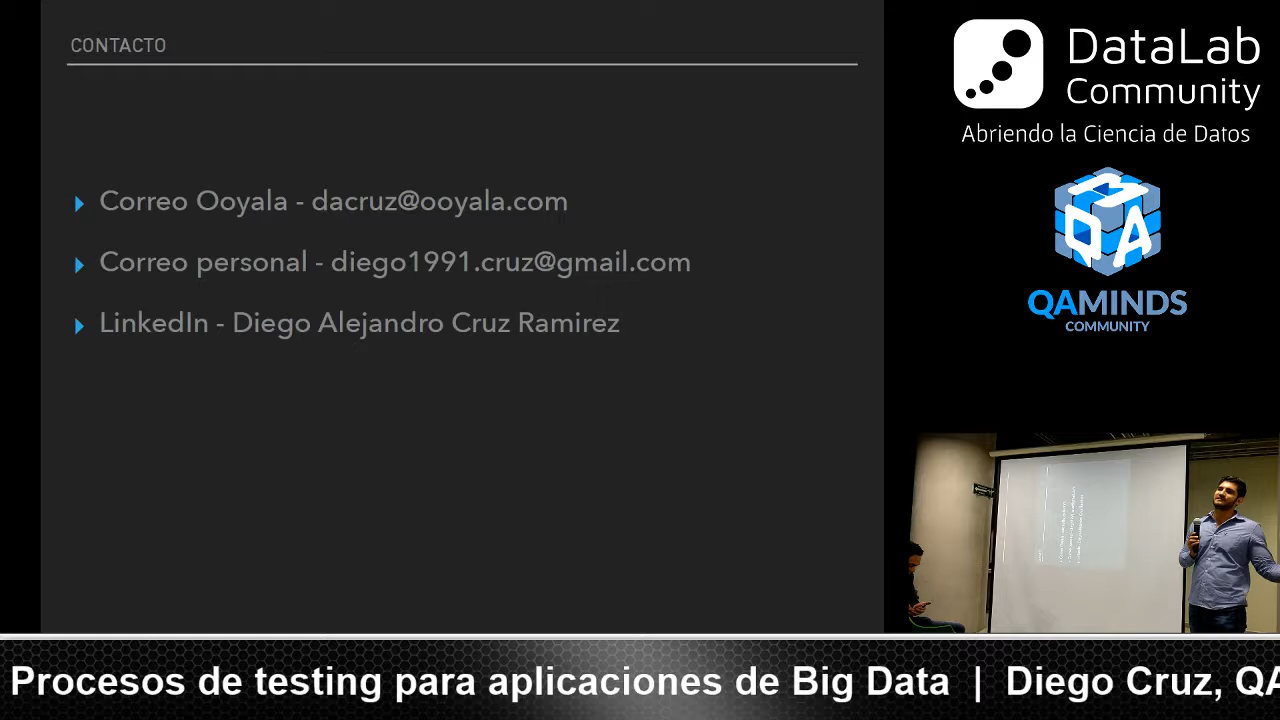 CONTACTO
Correo Ooyala - dacruz@ooyala.com
Correo personal - diego1991.cruz@gmail.com
LinkedIn - Diego Alejandro Cruz Ramirez
DataLab
Community
Abriendo la Ciencia de Datos
QA
QAMINDS
COMMUNITY
Procesos de testing para aplicaciones de Big Data | Diego Cruz, QA